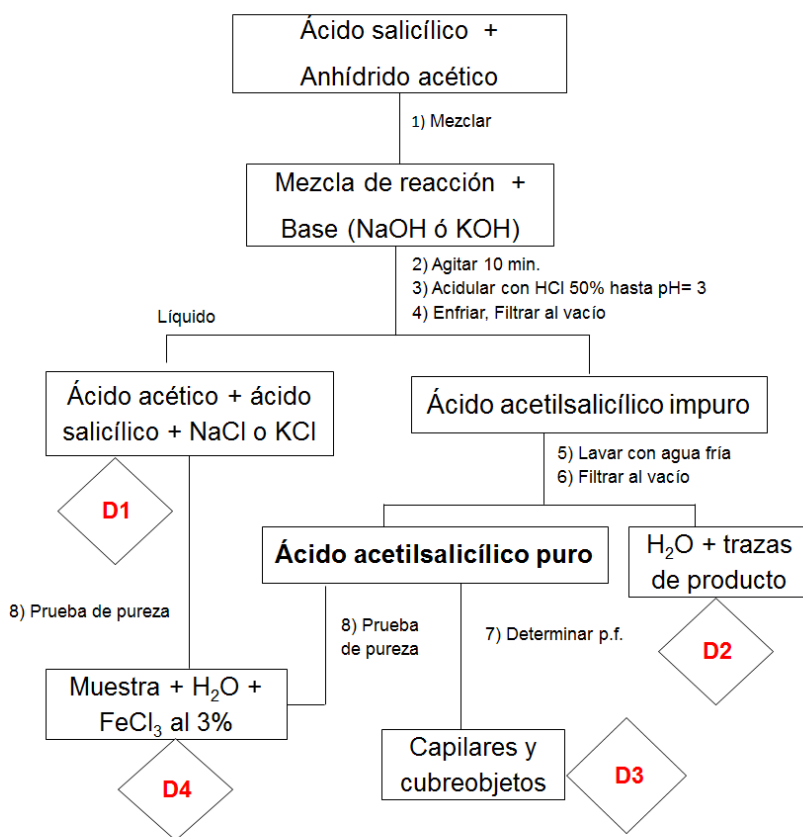 Ácido salicílico +
Anhídrido acético
1) Mezclar
Mezcla de reacción +
Base (NaOH ó KOH)
2) Agitar 10 min.
3) Acidular con HCl 50% hasta pH= 3
4) Enfriar, Filtrar al vacío
Líquido
Ácido acético + ácido
salicílico + NaCl o KCl
Ácido acetilsalicílico impuro
5) Lavar con agua fría
6) Filtrar al vacío
D1
Ácido acetilsalicílico puro
H₂O + trazas
de producto
8) Prueba de pureza
8) Prueba
de pureza
7) Determinar p.f.
D2
Muestra + H₂O +
FeCl₃ al 3%
Capilares y
cubreobjetos
D3
D4